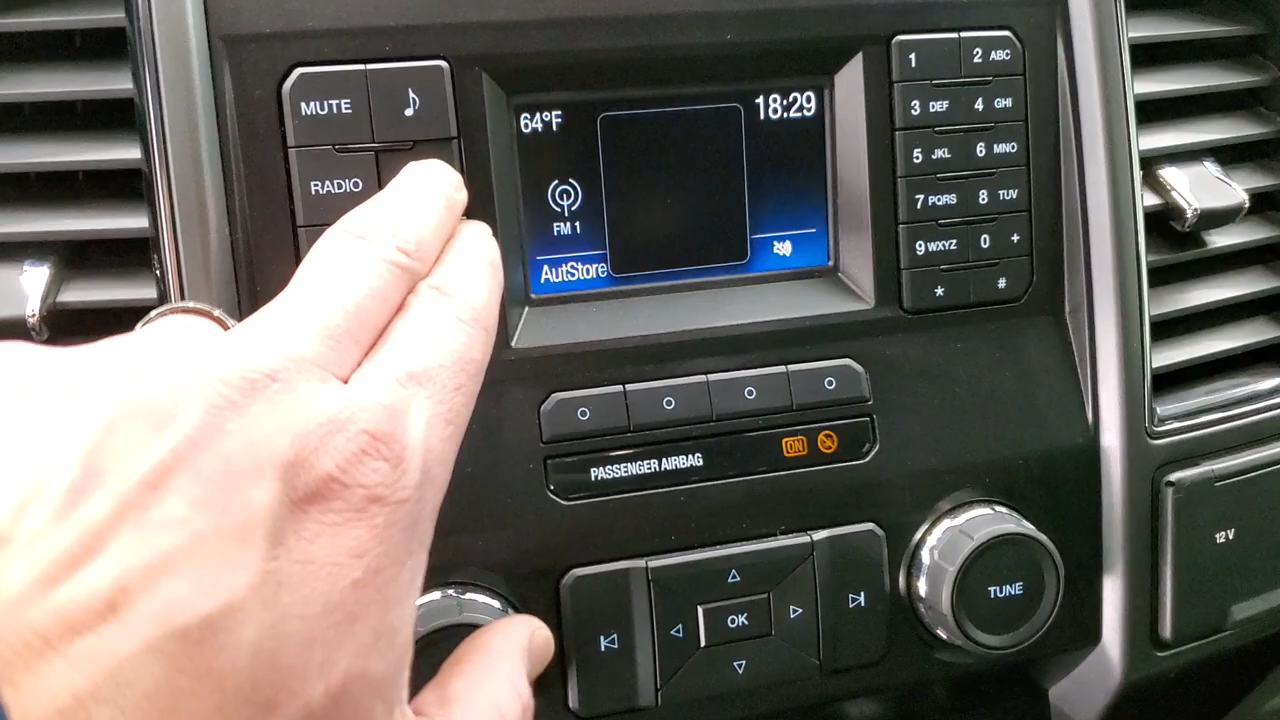 MUTE
RADIO
64°F
18:29
FM 1
AutStore
1
2 ABC
3 DEF
4 GHI
5 JKL
6 MNO
7 PQRS
8 TUV
9 WXYZ
0 +
*
#
PASSENGER AIRBAG
ON
OK
TUNE
12 V